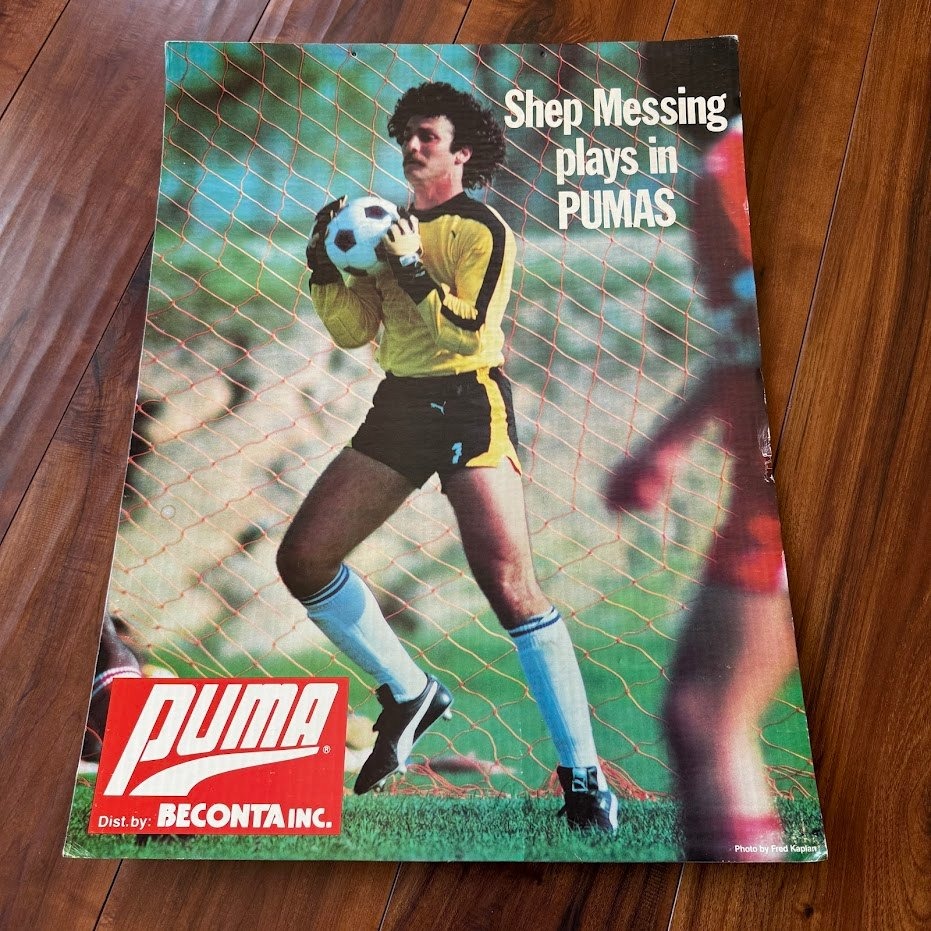 Shep Messing
plays in
PUMAS
PUMA®
Dist. by: BECONTA INC.
Photo by Fred Kaplan